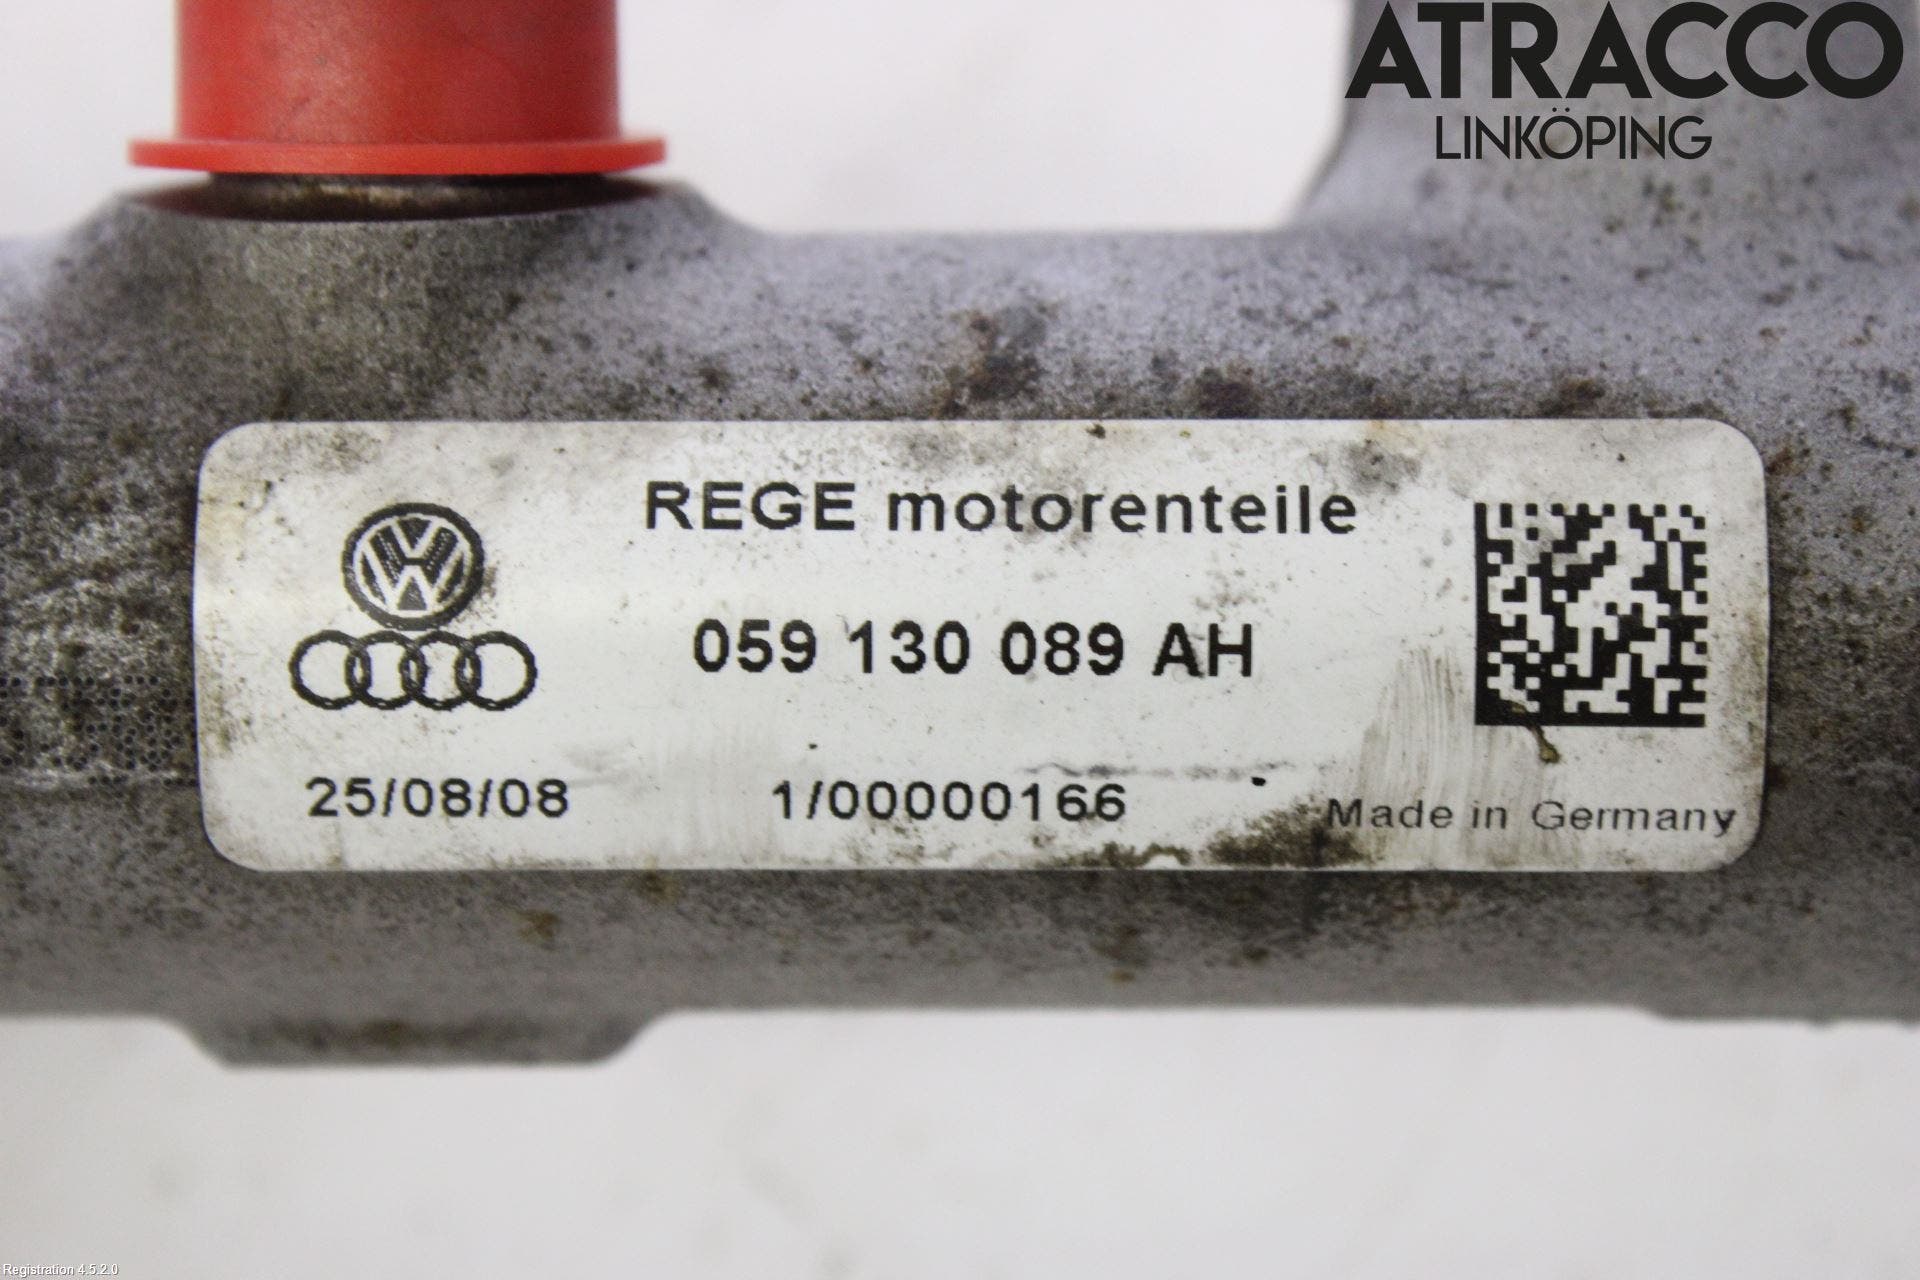 ATRACCO
LINKÖPING
REGE motorenteile
059 130 089 AH
25/08/08 1/00000166 Made in Germany
Registration 4.5.2.0